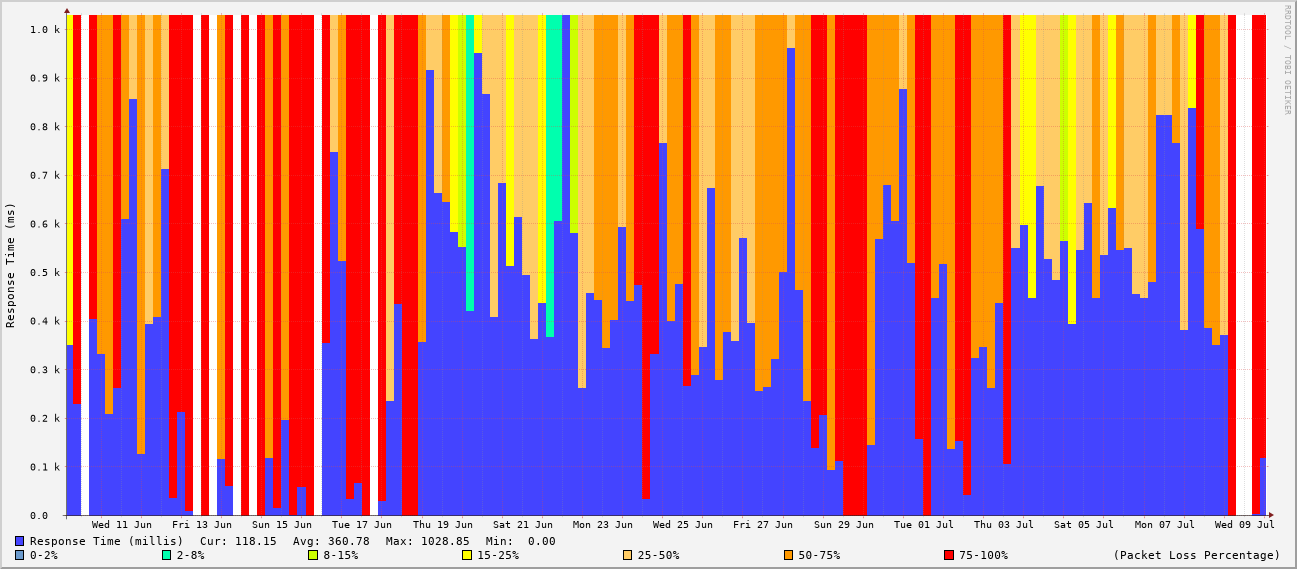 RRDTOOL / TOBI OETIKER
Response Time (ms)
1.0 k
0.9 k
0.8 k
0.7 k
0.6 k
0.5 k
0.4 k
0.3 k
0.2 k
0.1 k
0.0
Wed 11 Jun Fri 13 Jun Sun 15 Jun Tue 17 Jun Thu 19 Jun Sat 21 Jun Mon 23 Jun Wed 25 Jun Fri 27 Jun Sun 29 Jun Tue 01 Jul Thu 03 Jul Sat 05 Jul Mon 07 Jul Wed 09 Jul
Response Time (millis) Cur: 118.15 Avg: 360.78 Max: 1028.85 Min: 0.00
0-2% 2-8% 8-15% 15-25% 25-50% 50-75% 75-100% (Packet Loss Percentage)